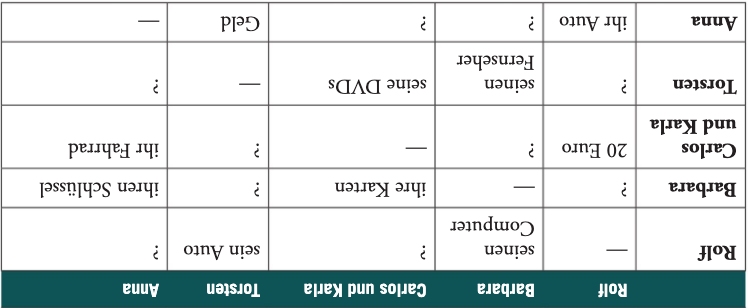 Rolf Barbara Carlos und Karla Torsten Anna
Rolf — seinen Computer ? sein Auto ?
Barbara ? — ihre Karten ? ihren Schlüssel
Carlos und Karla 20 Euro ? — ? ihr Fahrrad
Torsten ? seinen Fernseher seine DVDs — ?
Anna ihr Auto ? ? Geld —